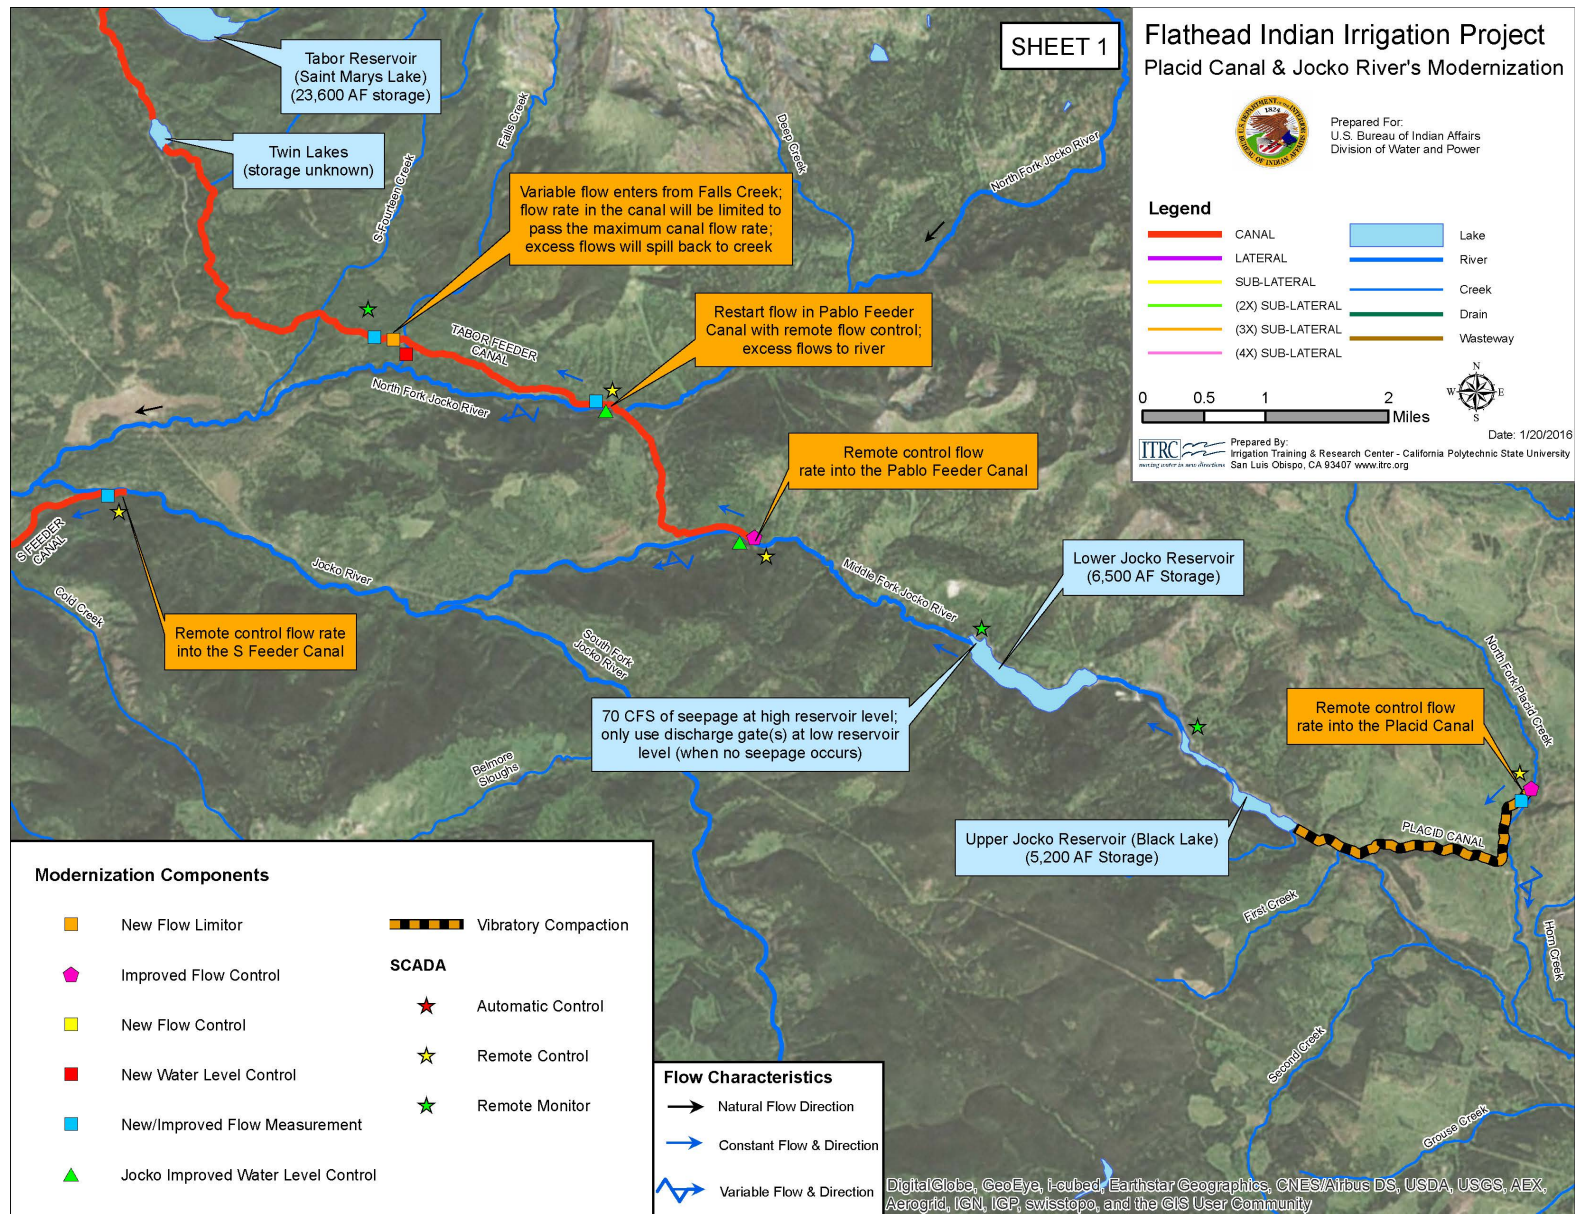 SHEET 1
Flathead Indian Irrigation Project
Placid Canal & Jocko River's Modernization
Prepared For:
U.S. Bureau of Indian Affairs
Division of Water and Power
U.S. DEPARTMENT OF THE INTERIOR
1824
BUREAU OF INDIAN AFFAIRS
Legend
CANAL
LATERAL
SUB-LATERAL
(2X) SUB-LATERAL
(3X) SUB-LATERAL
(4X) SUB-LATERAL
Lake
River
Creek
Drain
Wasteway
N
W
E
S
0 0.5 1 2
Miles
Date: 1/20/2016
ITRC
moving water in new directions
Prepared By:
Irrigation Training & Research Center - California Polytechnic State University
San Luis Obispo, CA 93407 www.itrc.org
Tabor Reservoir
(Saint Marys Lake)
(23,600 AF storage)
Twin Lakes
(storage unknown)
S-Fourteen Creek
Falls Creek
Deep Creek
North Fork Jocko River
Variable flow enters from Falls Creek;
flow rate in the canal will be limited to
pass the maximum canal flow rate;
excess flows will spill back to creek
Restart flow in Pablo Feeder
Canal with remote flow control;
excess flows to river
TABOR FEEDER
CANAL
North Fork Jocko River
Remote control flow
rate into the Pablo Feeder Canal
S FEEDER
CANAL
Cold Creek
Jocko River
Remote control flow rate
into the S Feeder Canal
South Fork
Jocko River
Middle Fork Jocko River
Lower Jocko Reservoir
(6,500 AF Storage)
70 CFS of seepage at high reservoir level;
only use discharge gate(s) at low reservoir
level (when no seepage occurs)
Belmore
Sloughs
North Fork Placid Creek
Remote control flow
rate into the Placid Canal
PLACID CANAL
Upper Jocko Reservoir (Black Lake)
(5,200 AF Storage)
First Creek
Horn Creek
Second Creek
Grouse Creek
Modernization Components
New Flow Limitor
Improved Flow Control
New Flow Control
New Water Level Control
New/Improved Flow Measurement
Jocko Improved Water Level Control
Vibratory Compaction
SCADA
Automatic Control
Remote Control
Remote Monitor
Flow Characteristics
Natural Flow Direction
Constant Flow & Direction
Variable Flow & Direction
DigitalGlobe, GeoEye, i-cubed, Earthstar Geographics, CNES/Airbus DS, USDA, USGS, AEX,
Aerogrid, IGN, IGP, swisstopo, and the GIS User Community